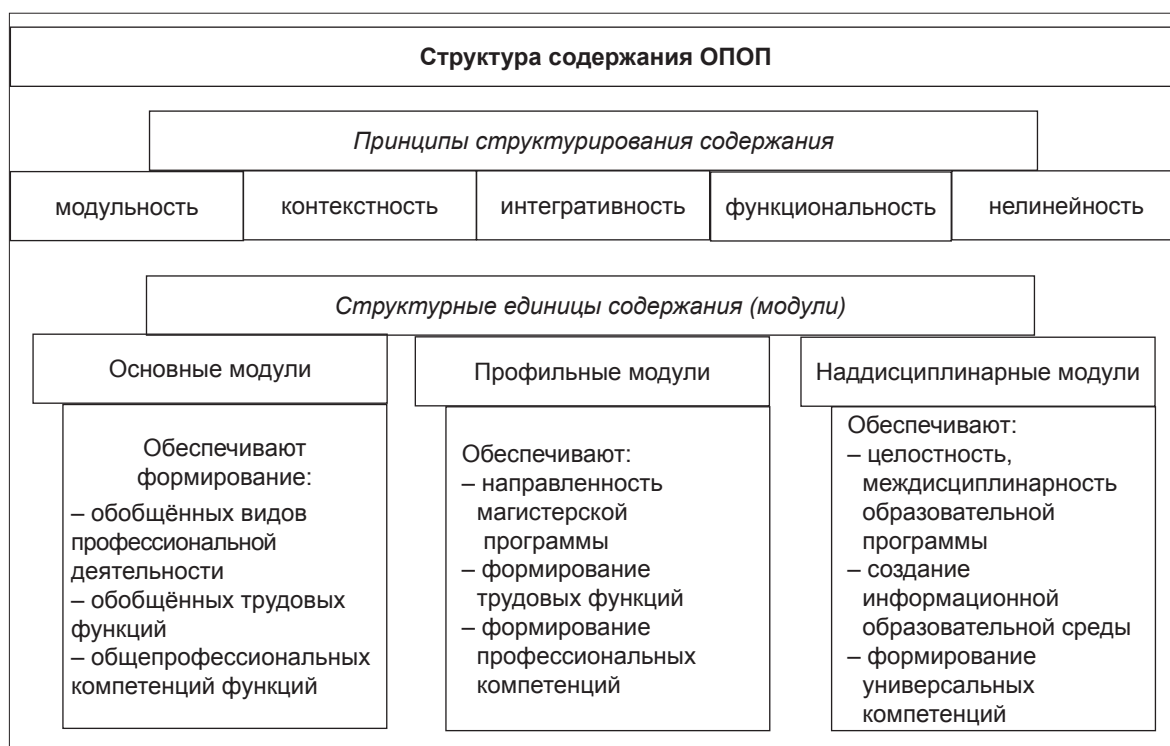 Структура содержания ОПОП
Принципы структурирования содержания
модульность
контекстность
интегративность
функциональность
нелинейность
Структурные единицы содержания (модули)
Основные модули
Обеспечивают
формирование:
– обобщённых видов
профессиональной
деятельности
– обобщённых трудовых
функций
– общепрофессиональных
компетенций функций
Профильные модули
Обеспечивают:
– направленность
магистерской
программы
– формирование
трудовых функций
– формирование
профессиональных
компетенций
Наддисциплинарные модули
Обеспечивают:
– целостность,
междисциплинарность
образовательной
программы
– создание
информационной
образовательной среды
– формирование
универсальных
компетенций